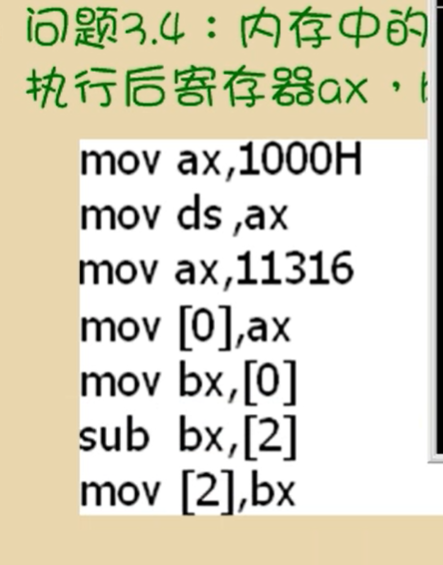 问题3.4：内存中的
执行后寄存器ax，
mov ax,1000H
mov ds ,ax
mov ax,11316
mov [0],ax
mov bx,[0]
sub bx,[2]
mov [2],bx